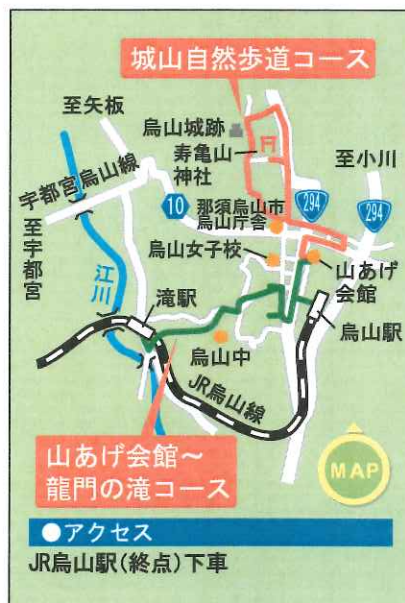 城山自然歩道コース
至矢板
烏山城跡
寿亀山
神社
至小川
宇都宮烏山線
10
那須烏山市
烏山庁舎
294
294
至宇都宮
烏山女子校
山あげ
会館
江川
滝駅
烏山駅
烏山中
JR烏山線
山あげ会館〜
龍門の滝コース
MAP
●アクセス
JR烏山駅(終点)下車